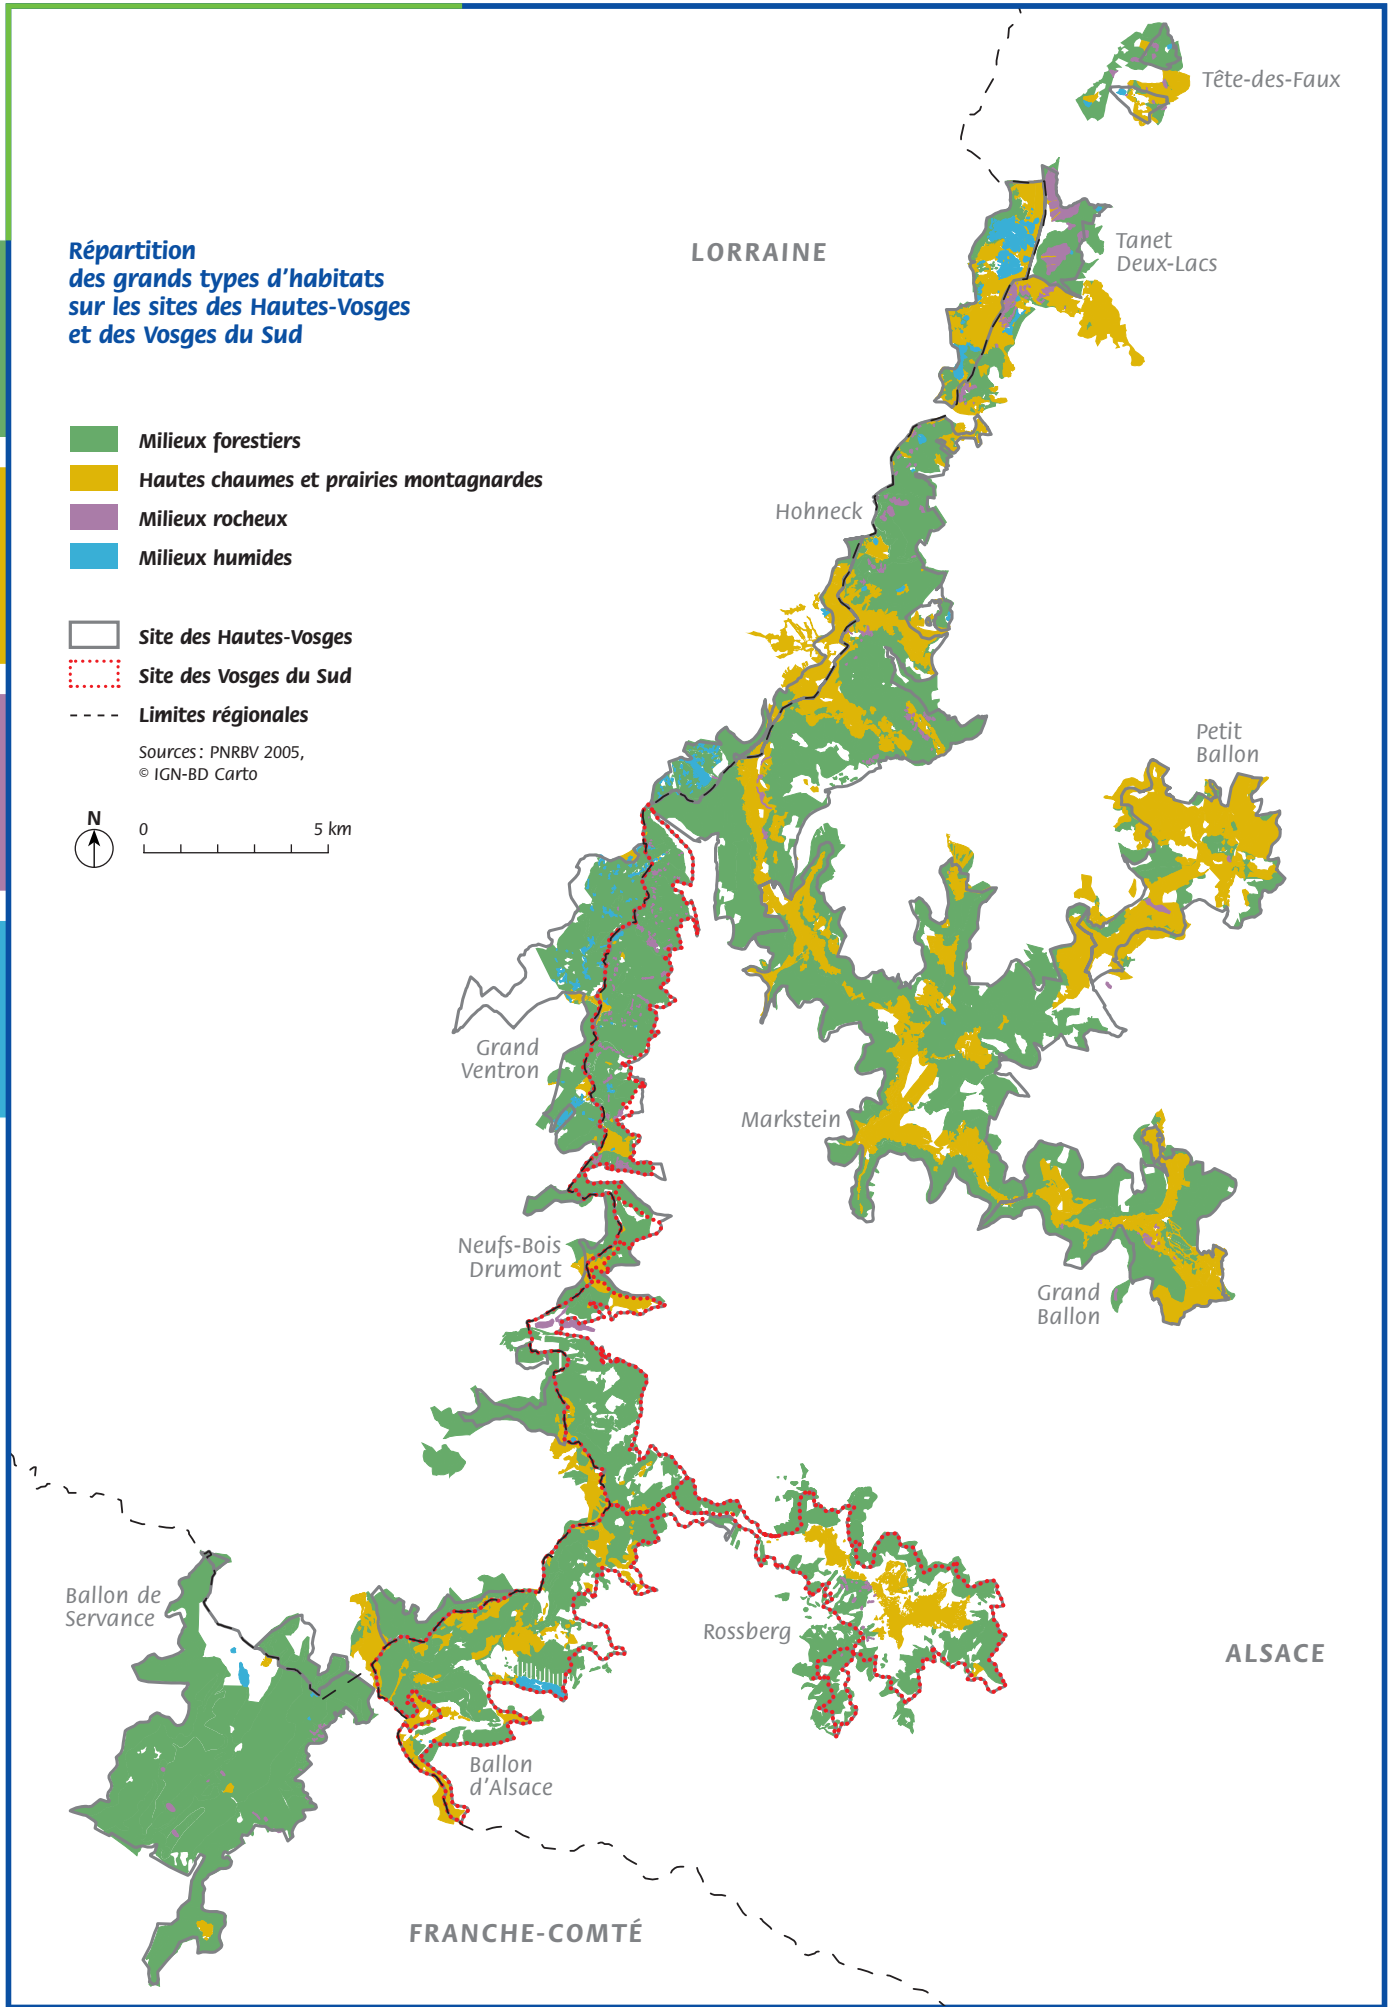 Tête-des-Faux
LORRAINE
Tanet
Deux-Lacs
Répartition
des grands types d'habitats
sur les sites des Hautes-Vosges
et des Vosges du Sud
Milieux forestiers
Hautes chaumes et prairies montagnardes
Milieux rocheux
Milieux humides
Site des Hautes-Vosges
Site des Vosges du Sud
Limites régionales
Sources : PNRBV 2005,
© IGN-BD Carto
N
0 5 km
Hohneck
Petit
Ballon
Grand
Ventron
Markstein
Neufs-Bois
Drumont
Grand
Ballon
Ballon de
Servance
Rossberg
ALSACE
Ballon
d'Alsace
FRANCHE-COMTÉ